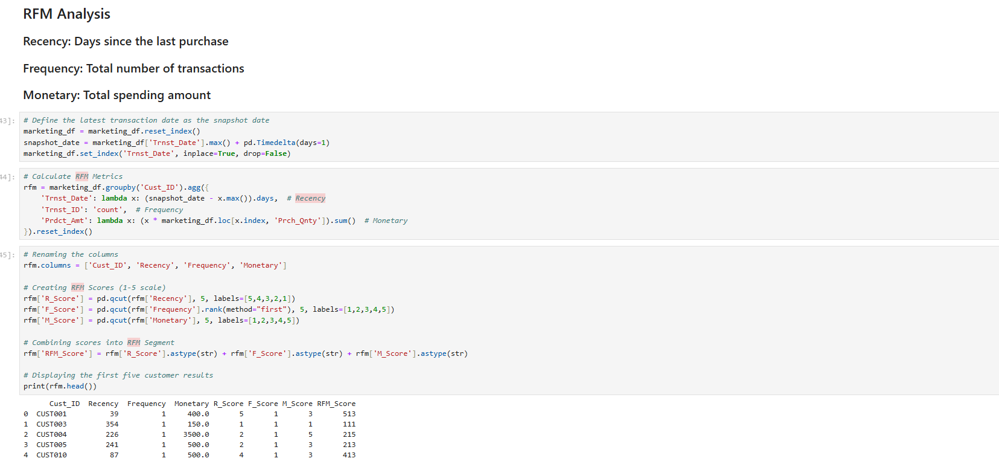 RFM Analysis
Recency: Days since the last purchase
Frequency: Total number of transactions
Monetary: Total spending amount
43]:
# Define the latest transaction date as the snapshot date
marketing_df = marketing_df.reset_index()
snapshot_date = marketing_df['Trnst_Date'].max() + pd.Timedelta(days=1)
marketing_df.set_index('Trnst_Date', inplace=True, drop=False)
44]:
# Calculate RFM Metrics
rfm = marketing_df.groupby('Cust_ID').agg({
    'Trnst_Date': lambda x: (snapshot_date - x.max()).days,  # Recency
    'Trnst_ID': 'count',  # Frequency
    'Prdct_Amt': lambda x: (x * marketing_df.loc[x.index, 'Prch_Qnty']).sum()  # Monetary
}).reset_index()
45]:
# Renaming the columns
rfm.columns = ['Cust_ID', 'Recency', 'Frequency', 'Monetary']
# Creating RFM Scores (1-5 scale)
rfm['R_Score'] = pd.qcut(rfm['Recency'], 5, labels=[5,4,3,2,1])
rfm['F_Score'] = pd.qcut(rfm['Frequency'].rank(method="first"), 5, labels=[1,2,3,4,5])
rfm['M_Score'] = pd.qcut(rfm['Monetary'], 5, labels=[1,2,3,4,5])
# Combining scores into RFM Segment
rfm['RFM_Score'] = rfm['R_Score'].astype(str) + rfm['F_Score'].astype(str) + rfm['M_Score'].astype(str)
# Displaying the first five customer results
print(rfm.head())
Cust_ID Recency Frequency Monetary R_Score F_Score M_Score RFM_Score
0 CUST001 39 1 400.0 5 1 3 513
1 CUST003 354 1 150.0 1 1 1 111
2 CUST004 226 1 3500.0 2 1 5 215
3 CUST005 241 1 500.0 2 1 3 213
4 CUST010 87 1 500.0 4 1 3 413